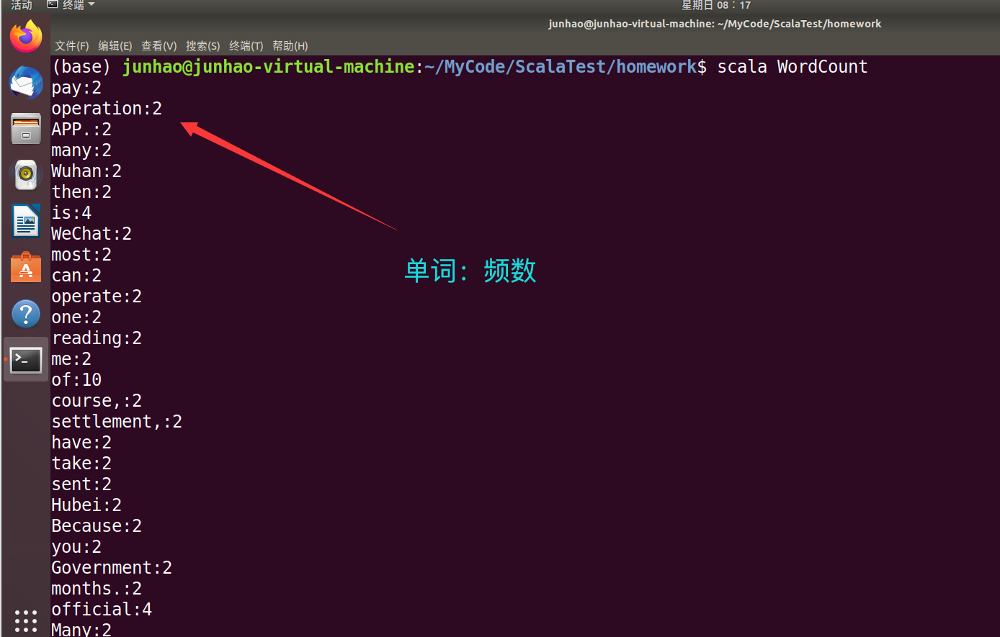 活动 终端 星期日 08：17
junhao@junhao-virtual-machine: ~/MyCode/ScalaTest/homework
文件(F) 编辑(E) 查看(V) 搜索(S) 终端(T) 帮助(H)
(base) junhao@junhao-virtual-machine:~/MyCode/ScalaTest/homework$ scala WordCount
pay:2
operation:2
APP.:2
many:2
Wuhan:2
then:2
is:4
WeChat:2
most:2
单词：频数
can:2
operate:2
one:2
reading:2
me:2
of:10
course,:2
settlement,:2
have:2
take:2
sent:2
Hubei:2
Because:2
you:2
Government:2
months.:2
official:4
Many:2